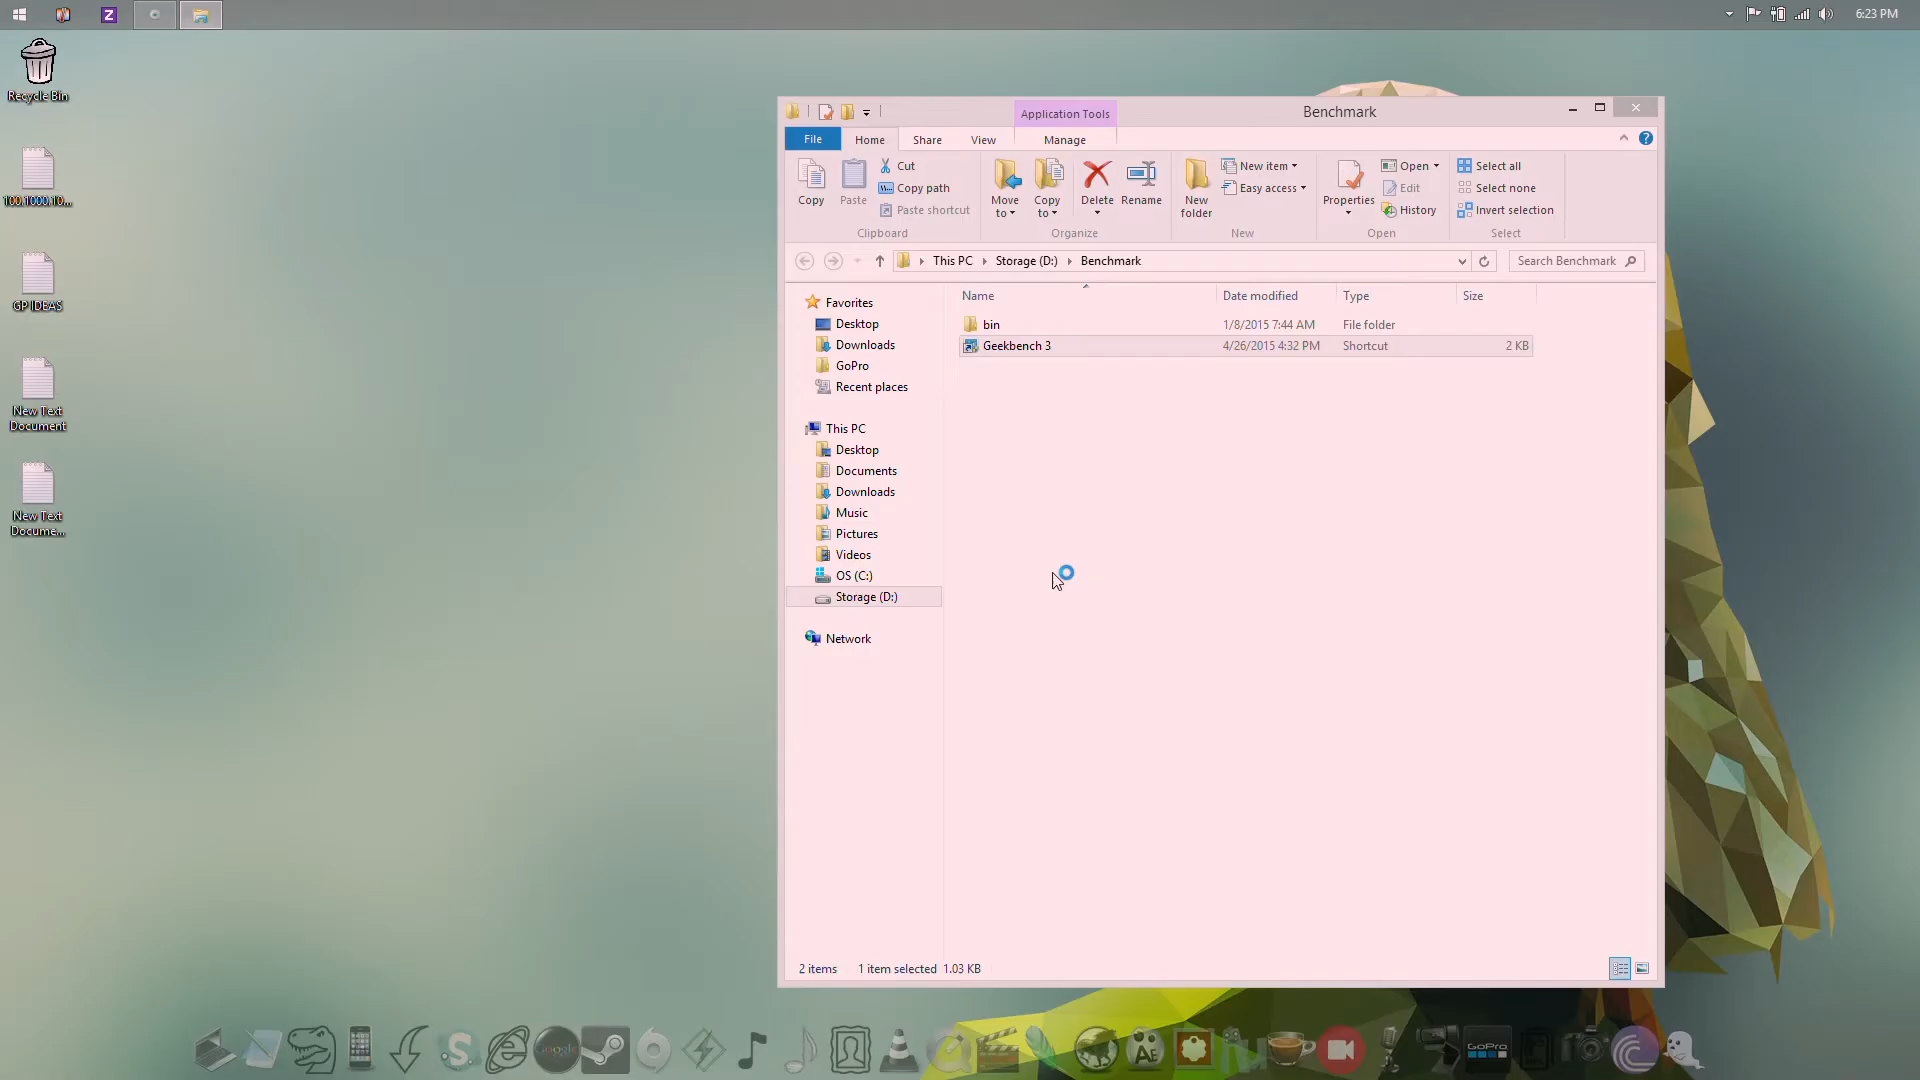 6:23 PM
Recycle Bin
100,1000,10...
GP IDEAS
New Text
Document
New Text
Docume...
Application Tools
Benchmark
File
Home
Share
View
Manage
Copy
Paste
Cut
Copy path
Paste shortcut
Clipboard
Move
to
Copy
to
Delete
Rename
Organize
New
folder
New item
Easy access
New
Properties
Open
Edit
History
Open
Select all
Select none
Invert selection
Select
This PC
Storage (D:)
Benchmark
Search Benchmark
Name
Date modified
Type
Size
bin
1/8/2015 7:44 AM
File folder
Geekbench 3
4/26/2015 4:32 PM
Shortcut
2 KB
Favorites
Desktop
Downloads
GoPro
Recent places
This PC
Desktop
Documents
Downloads
Music
Pictures
Videos
OS (C:)
Storage (D:)
Network
2 items
1 item selected 1.03 KB
Google
AE
GoPro